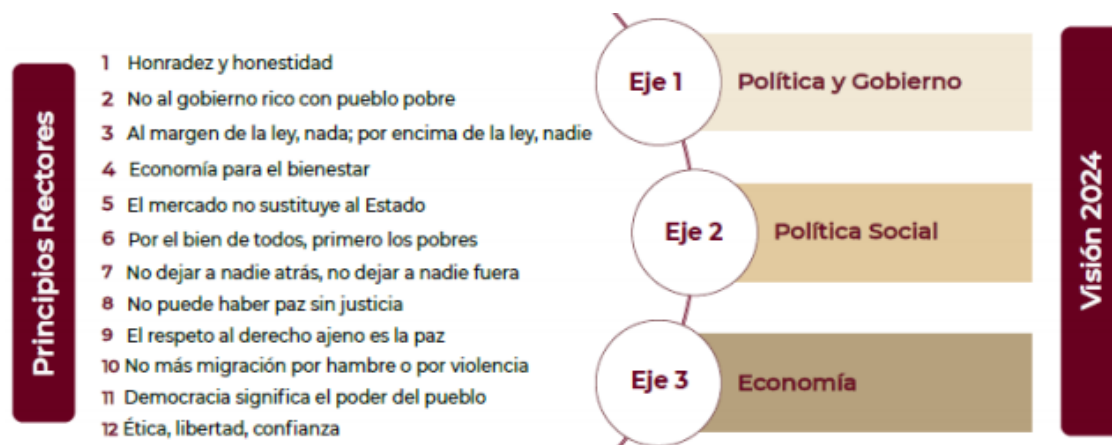 Principios Rectores
1 Honradez y honestidad
2 No al gobierno rico con pueblo pobre
3 Al margen de la ley, nada; por encima de la ley, nadie
4 Economía para el bienestar
5 El mercado no sustituye al Estado
6 Por el bien de todos, primero los pobres
7 No dejar a nadie atrás, no dejar a nadie fuera
8 No puede haber paz sin justicia
9 El respeto al derecho ajeno es la paz
10 No más migración por hambre o por violencia
11 Democracia significa el poder del pueblo
12 Ética, libertad, confianza
Eje 1 Política y Gobierno
Eje 2 Política Social
Eje 3 Economía
Visión 2024